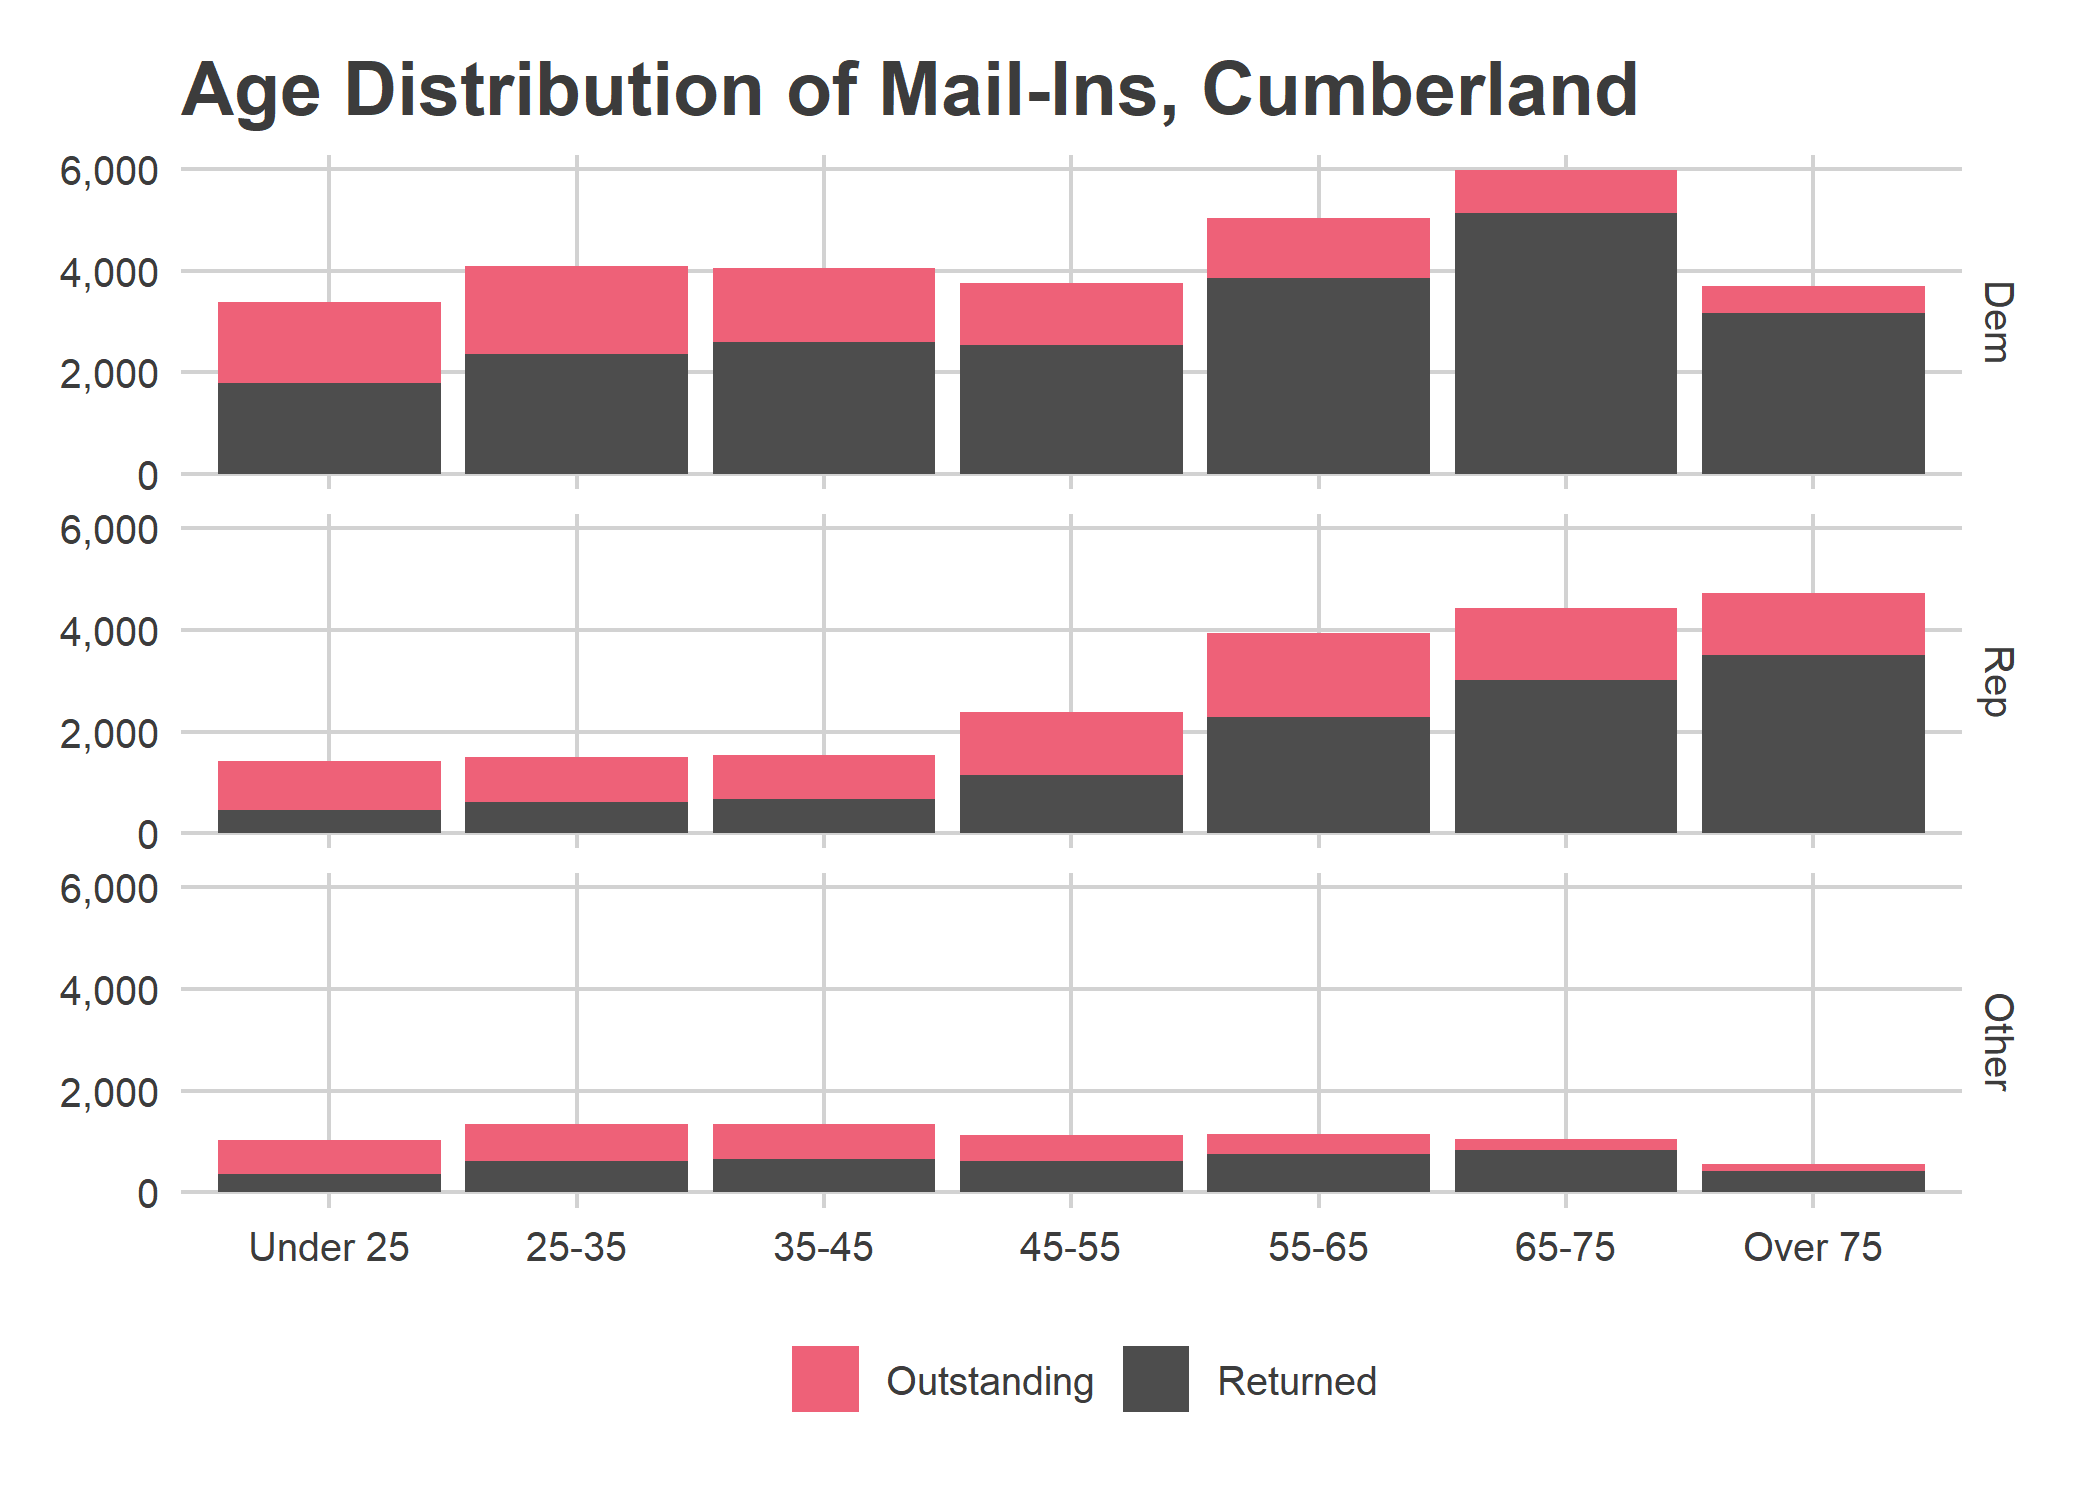 Age Distribution of Mail-Ins, Cumberland
6,000
4,000
2,000
0
Dem
6,000
4,000
2,000
0
Rep
6,000
4,000
2,000
0
Other
Under 25 25-35 35-45 45-55 55-65 65-75 Over 75
Outstanding Returned